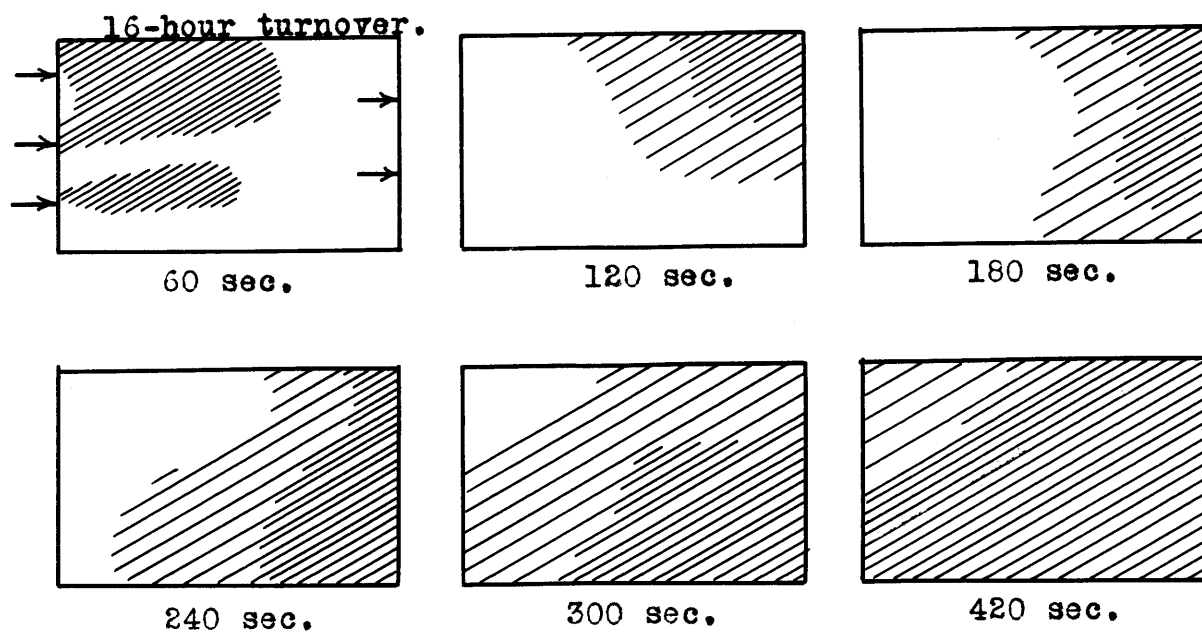 16-hour turnover.
60 sec.
120 sec.
180 sec.
240 sec.
300 sec.
420 sec.